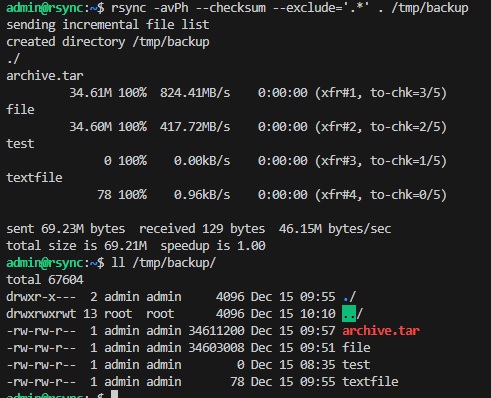 admin@rsync:~$ rsync -avPh --checksum --exclude='.*' . /tmp/backup
sending incremental file list
created directory /tmp/backup
./
archive.tar
         34.61M 100%  824.41MB/s    0:00:00 (xfr#1, to-chk=3/5)
file
         34.60M 100%  417.72MB/s    0:00:00 (xfr#2, to-chk=2/5)
test
              0 100%    0.00kB/s    0:00:00 (xfr#3, to-chk=1/5)
textfile
             78 100%    0.96kB/s    0:00:00 (xfr#4, to-chk=0/5)

sent 69.23M bytes  received 129 bytes  46.15M bytes/sec
total size is 69.21M  speedup is 1.00
admin@rsync:~$ ll /tmp/backup/
total 67604
drwxr-x---  2 admin admin     4096 Dec 15 09:55 ./
drwxrwxrwt 13 root  root      4096 Dec 15 10:10 ../
-rw-rw-r--  1 admin admin 34611200 Dec 15 09:57 archive.tar
-rw-rw-r--  1 admin admin 34603008 Dec 15 09:51 file
-rw-rw-r--  1 admin admin        0 Dec 15 08:35 test
-rw-rw-r--  1 admin admin       78 Dec 15 09:55 textfile
admin@rsync:~$